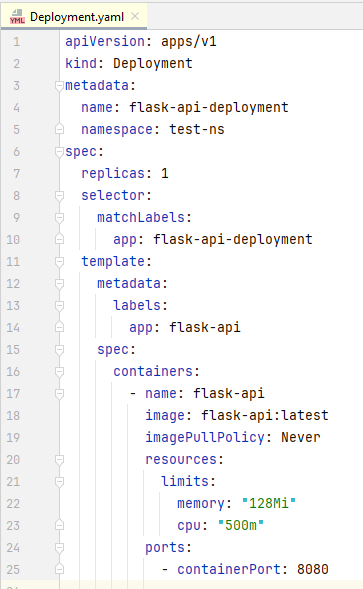 Deployment.yaml
1 apiVersion: apps/v1
2 kind: Deployment
3 metadata:
4   name: flask-api-deployment
5   namespace: test-ns
6 spec:
7   replicas: 1
8   selector:
9     matchLabels:
10       app: flask-api-deployment
11   template:
12     metadata:
13       labels:
14         app: flask-api
15     spec:
16       containers:
17         - name: flask-api
18           image: flask-api:latest
19           imagePullPolicy: Never
20           resources:
21             limits:
22               memory: "128Mi"
23               cpu: "500m"
24           ports:
25             - containerPort: 8080